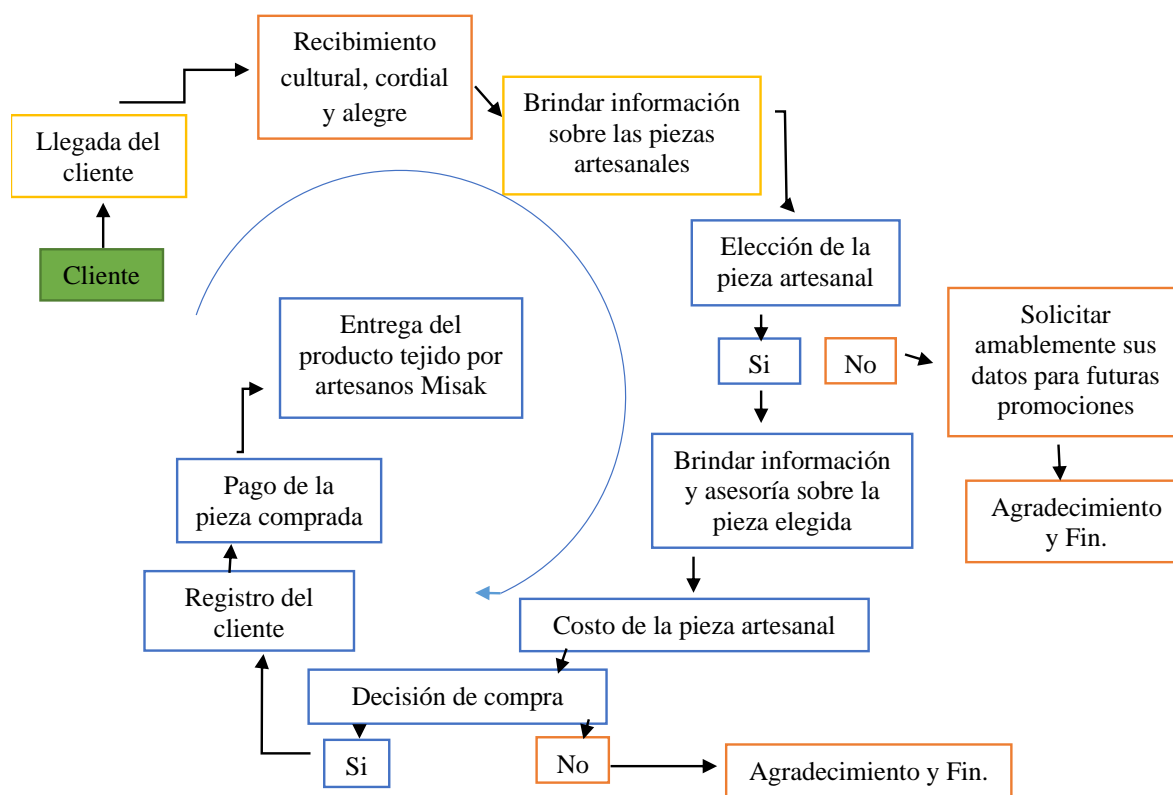 Cliente
Llegada del
cliente
Recibimiento
cultural, cordial
y alegre
Brindar información
sobre las piezas
artesanales
Elección de la
pieza artesanal
Si
No
Solicitar
amablemente sus
datos para futuras
promociones
Agradecimiento
y Fin.
Brindar información
y asesoría sobre la
pieza elegida
Costo de la pieza artesanal
Decisión de compra
Si
No
Agradecimiento y Fin.
Registro del
cliente
Pago de la
pieza comprada
Entrega del
producto tejido por
artesanos Misak